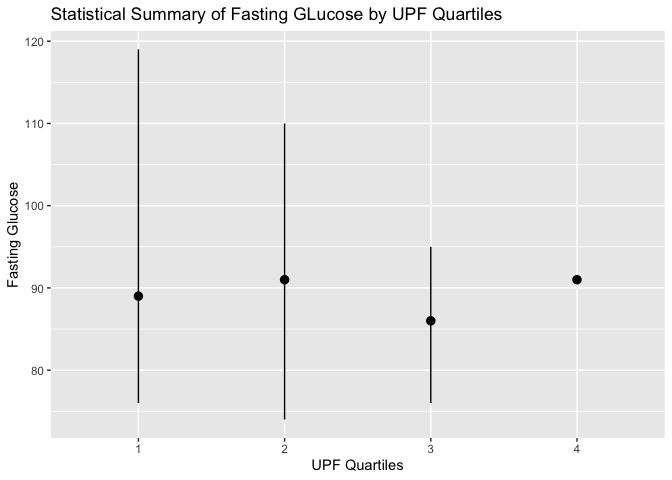 Statistical Summary of Fasting GLucose by UPF Quartiles
120
110
100
90
80
Fasting Glucose
1 2 3 4
UPF Quartiles